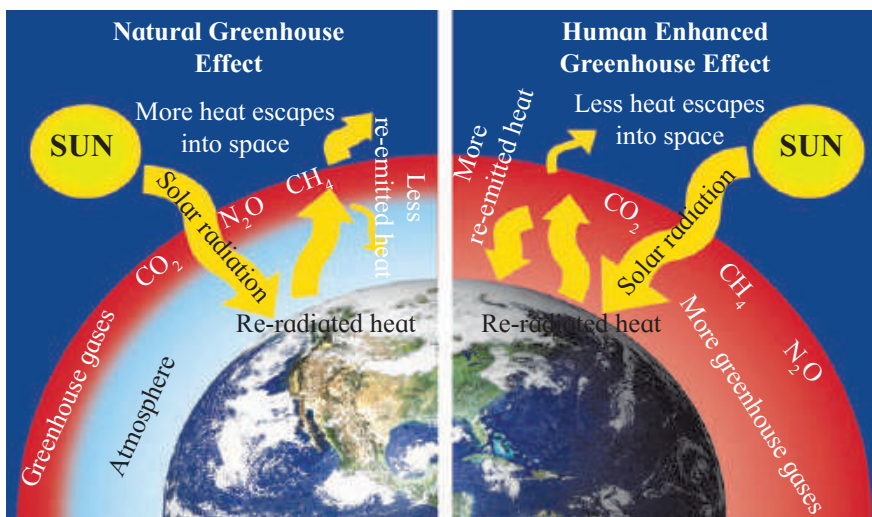 Natural Greenhouse
Effect
More heat escapes
into space
SUN
Solar radiation
Less
re-emitted heat
CH₄
N₂O
CO₂
Re-radiated heat
Greenhouse gases
Atmosphere
Human Enhanced
Greenhouse Effect
Less heat escapes
into space
SUN
Solar radiation
More
re-emitted heat
CO₂
CH₄
N₂O
Re-radiated heat
More greenhouse gases